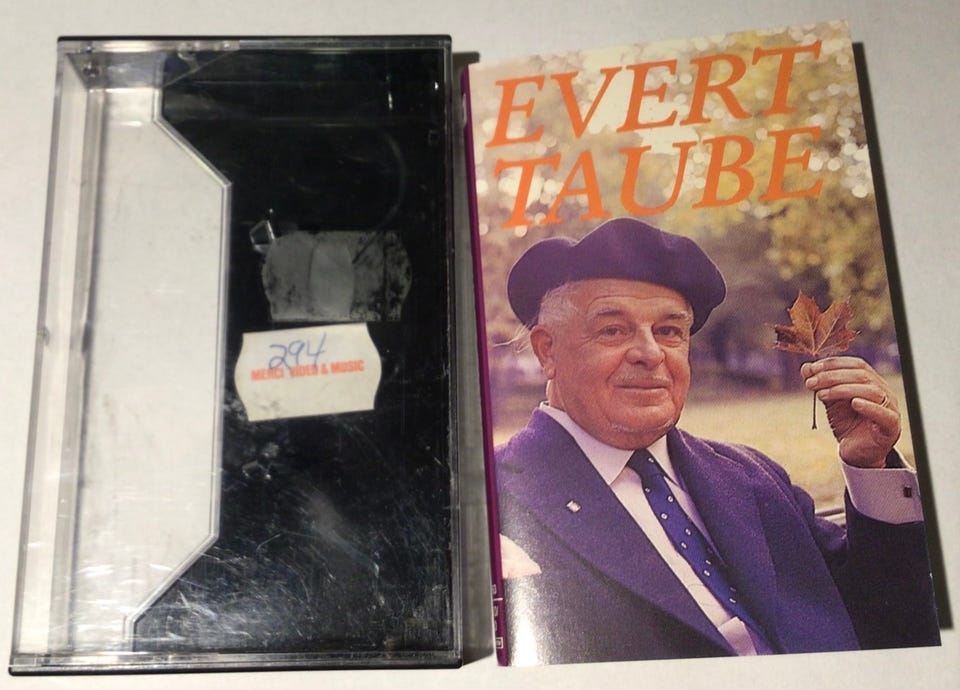 294
MERCI VIDEO & MUSIC
EVERT
TAUBE